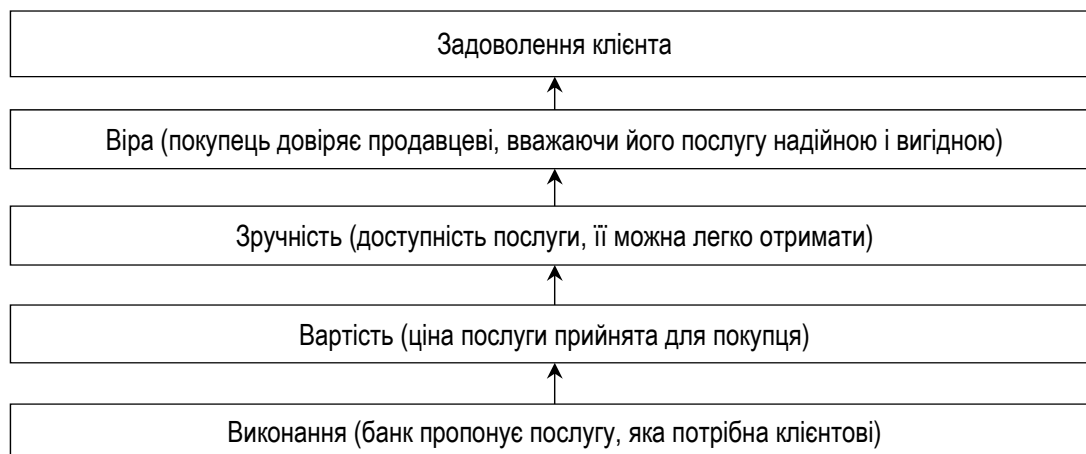 Задоволення клієнта
Віра (покупець довіряє продавцеві, вважаючи його послугу надійною і вигідною)
Зручність (доступність послуги, її можна легко отримати)
Вартість (ціна послуги прийнята для покупця)
Виконання (банк пропонує послугу, яка потрібна клієнтові)